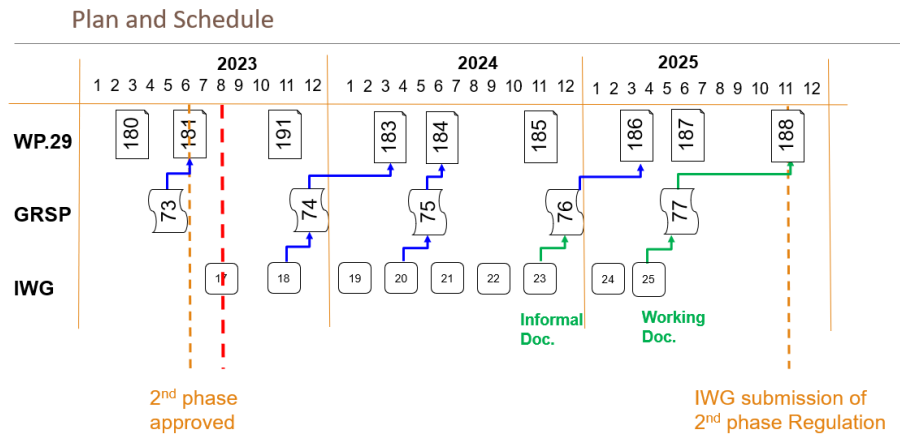 Plan and Schedule
2023 2024 2025
1 2 3 4 5 6 7 8 9 10 11 12 1 2 3 4 5 6 7 8 9 10 11 12 1 2 3 4 5 6 7 8 9 10 11 12
WP.29 180 181 191 183 184 185 186 187 188
GRSP 73 74 75 76 77
IWG 17 18 19 20 21 22 23 24 25
Informal
Doc.
Working
Doc.
2nd phase
approved
IWG submission of
2nd phase Regulation